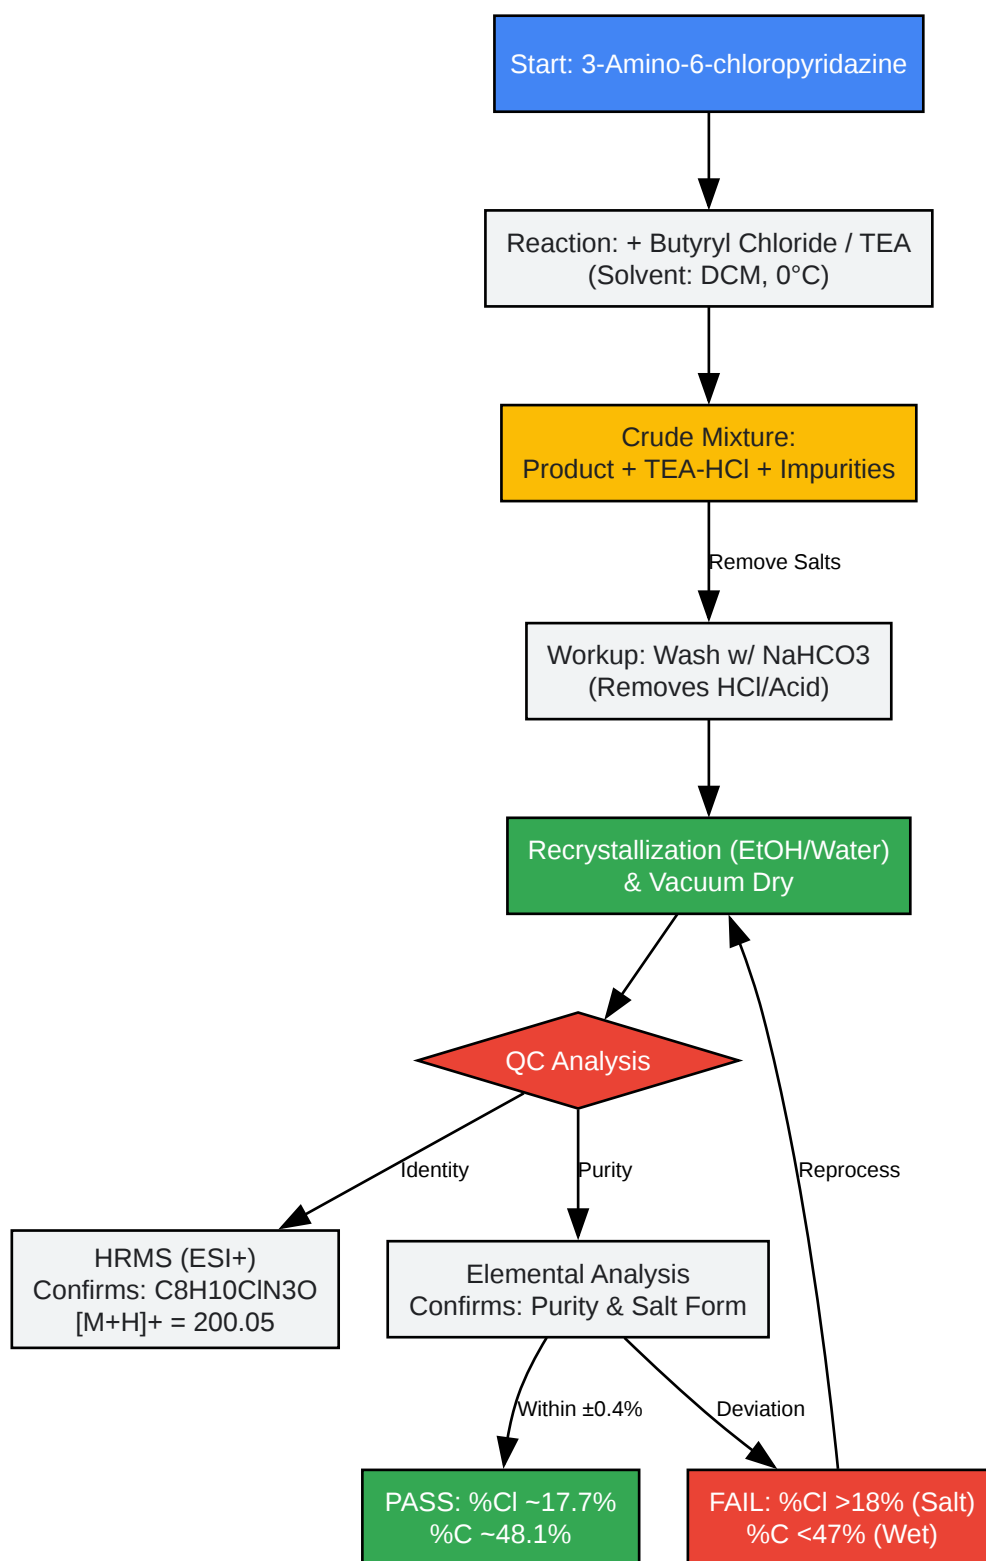 Start: 3-Amino-6-chloropyridazine
Reaction: + Butyryl Chloride / TEA
(Solvent: DCM, 0°C)
Crude Mixture:
Product + TEA-HCl + Impurities
Remove Salts
Workup: Wash w/ NaHCO3
(Removes HCl/Acid)
Recrystallization (EtOH/Water)
& Vacuum Dry
QC Analysis
Identity
Purity
Reprocess
HRMS (ESI+)
Confirms: C8H10ClN3O
[M+H]+ = 200.05
Elemental Analysis
Confirms: Purity & Salt Form
Within ±0.4%
Deviation
PASS: %Cl ~17.7%
%C ~48.1%
FAIL: %Cl >18% (Salt)
%C <47% (Wet)